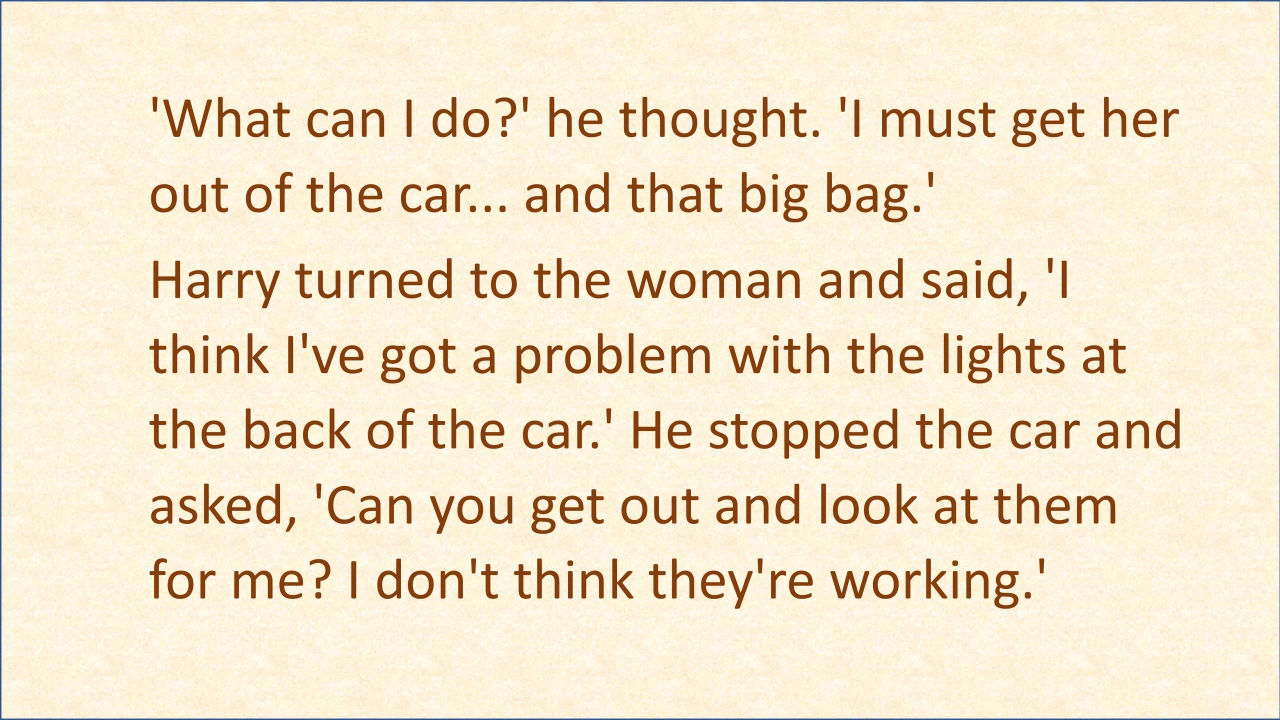 'What can I do?' he thought. 'I must get her
out of the car... and that big bag.'
Harry turned to the woman and said, 'I
think I've got a problem with the lights at
the back of the car.' He stopped the car and
asked, 'Can you get out and look at them
for me? I don't think they're working.'